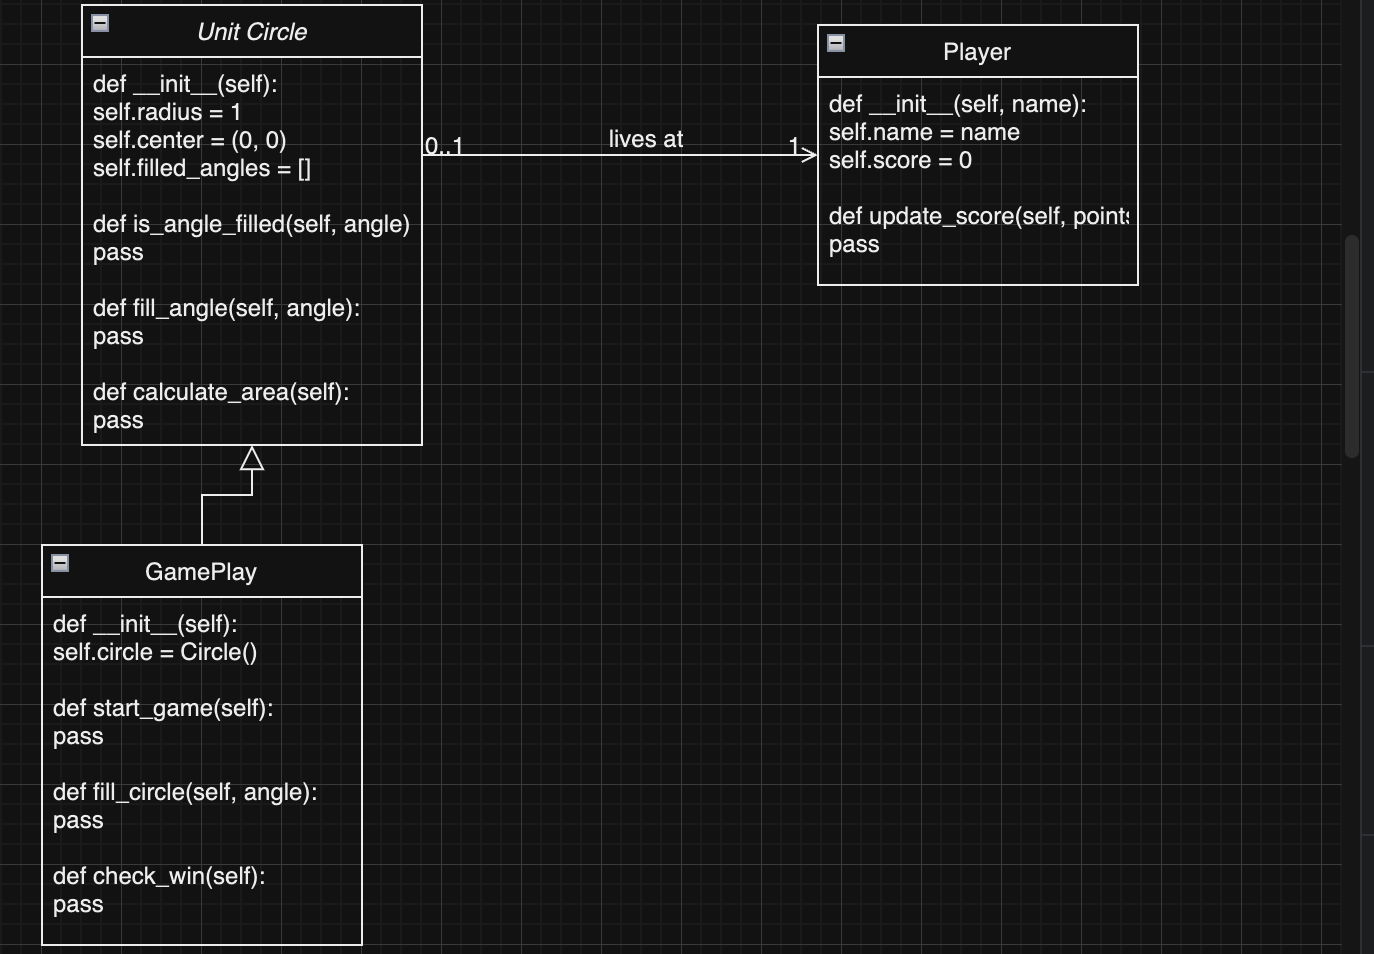 Unit Circle
def __init__(self):
self.radius = 1
self.center = (0, 0)
self.filled_angles = []
def is_angle_filled(self, angle)
pass
def fill_angle(self, angle):
pass
def calculate_area(self):
pass
0..1
lives at
1
Player
def __init__(self, name):
self.name = name
self.score = 0
def update_score(self, points
pass
GamePlay
def __init__(self):
self.circle = Circle()
def start_game(self):
pass
def fill_circle(self, angle):
pass
def check_win(self):
pass